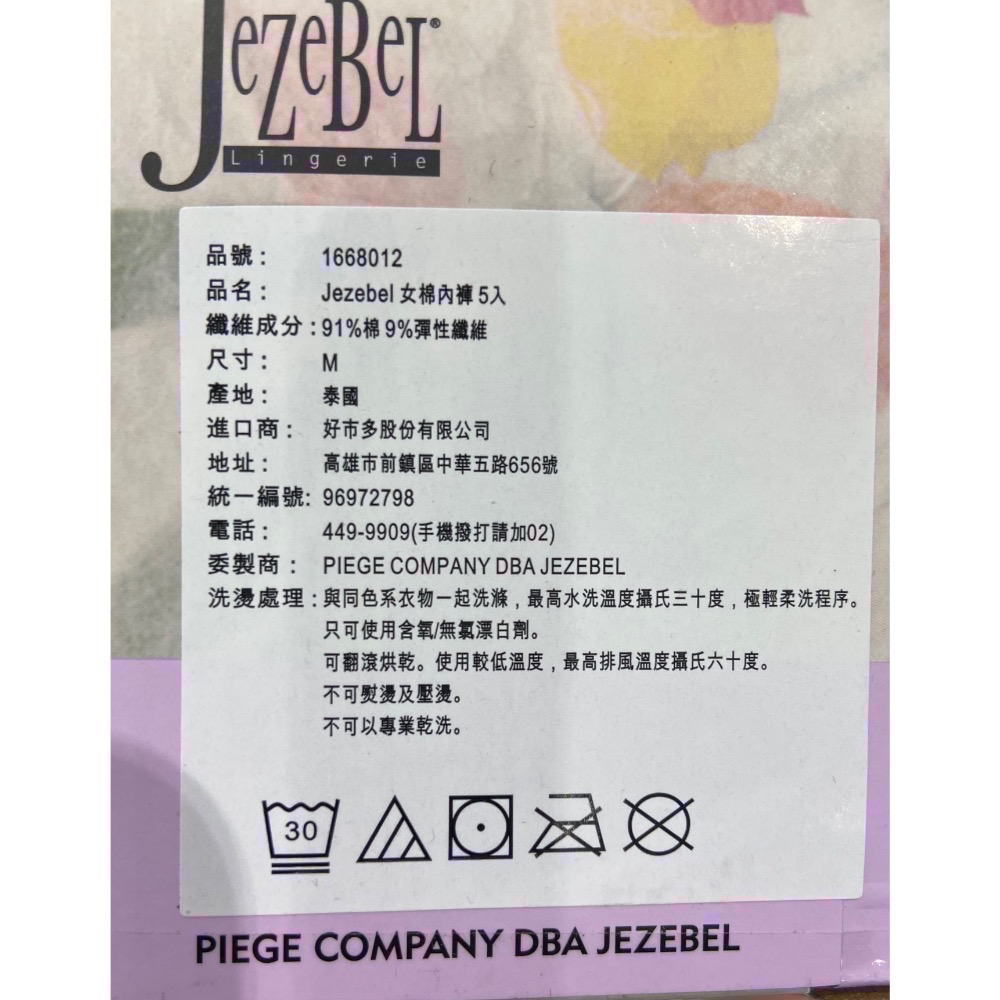 JEZEBEL®
Lingerie
品號： 1668012
品名： Jezebel 女棉內褲 5入
纖維成分：91%棉 9%彈性纖維
尺寸： M
產地： 泰國
進口商： 好市多股份有限公司
地址： 高雄市前鎮區中華五路656號
統一編號: 96972798
電話： 449-9909(手機撥打請加02)
委製商： PIEGE COMPANY DBA JEZEBEL
洗燙處理：與同色系衣物一起洗滌，最高水洗溫度攝氏三十度，極輕柔洗程序。
只可使用含氧/無氯漂白劑。
可翻滾烘乾。使用較低溫度，最高排風溫度攝氏六十度。
不可熨燙及壓燙。
不可以專業乾洗。
30
PIEGE COMPANY DBA JEZEBEL